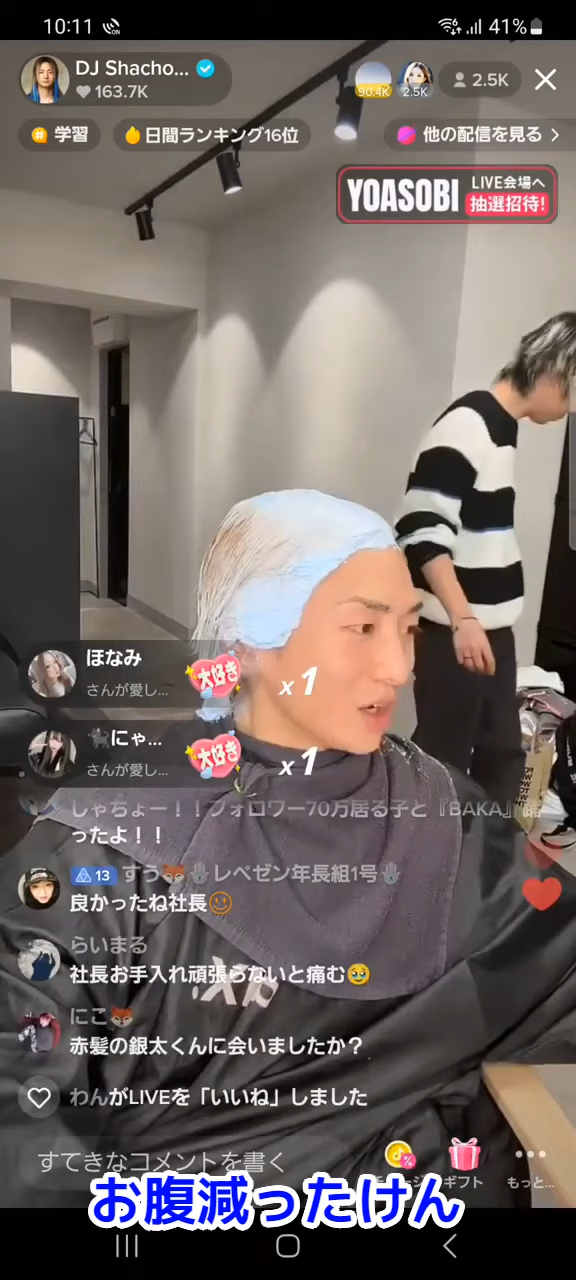 10:11
41%
DJ Shacho...
163.7K
90.4K
2.5K
2.5K
学習
日間ランキング16位
他の配信を見る
YOASOBI LIVE会場へ
抽選招待!
ほなみ
さんが愛し...
大好き
x1
にゃ...
さんが愛し...
大好き
x1
しゃちょー！！フォロワー70万居る子と『BAKA』
ったよ！！
13 すう🦊✋レペゼン年長組1号✋
良かったね社長😃
らいまる
社長お手入れ頑張らないと痛む🥹
にこ🦊
赤髪の銀太くんに会いましたか？
わんがLIVEを「いいね」しました
すてきなコメントを書く
ギフト
もっと...
お腹減ったけん